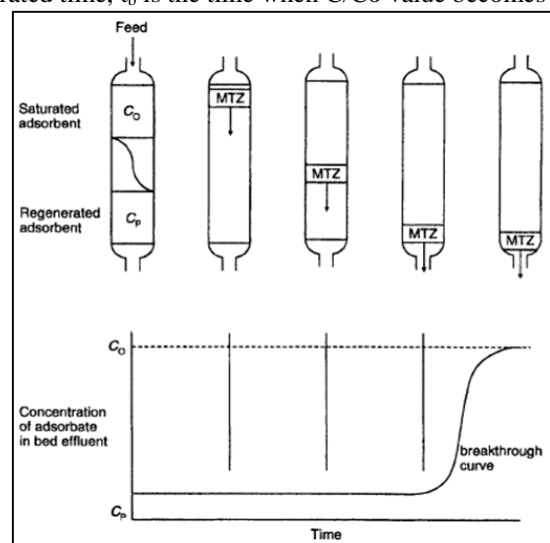 rated time, tb is the time when C/Co value becomes
Feed
Saturated
adsorbent
Regenerated
adsorbent
CO
CP
MTZ
MTZ
MTZ
MTZ
CO
Concentration
of adsorbate
in bed effluent
breakthrough
curve
CP
Time